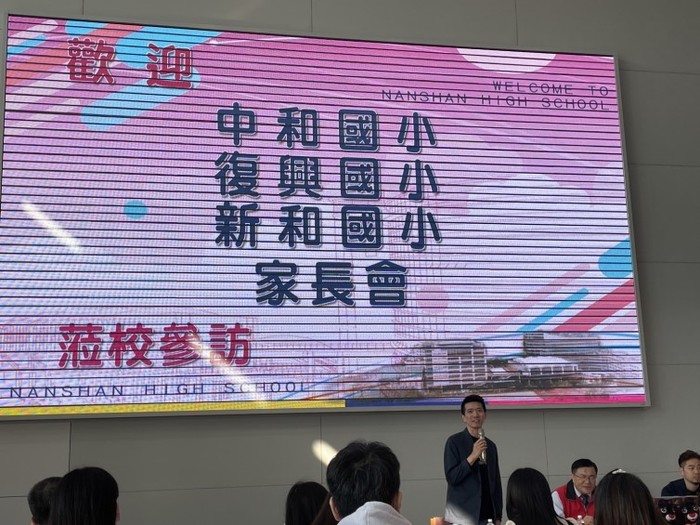 歡迎
WELCOME TO
NANSHAN HIGH SCHOOL
中和國小
復興國小
新和國小
家長會
蒞校參訪
NANSHAN HIGH SCHOOL